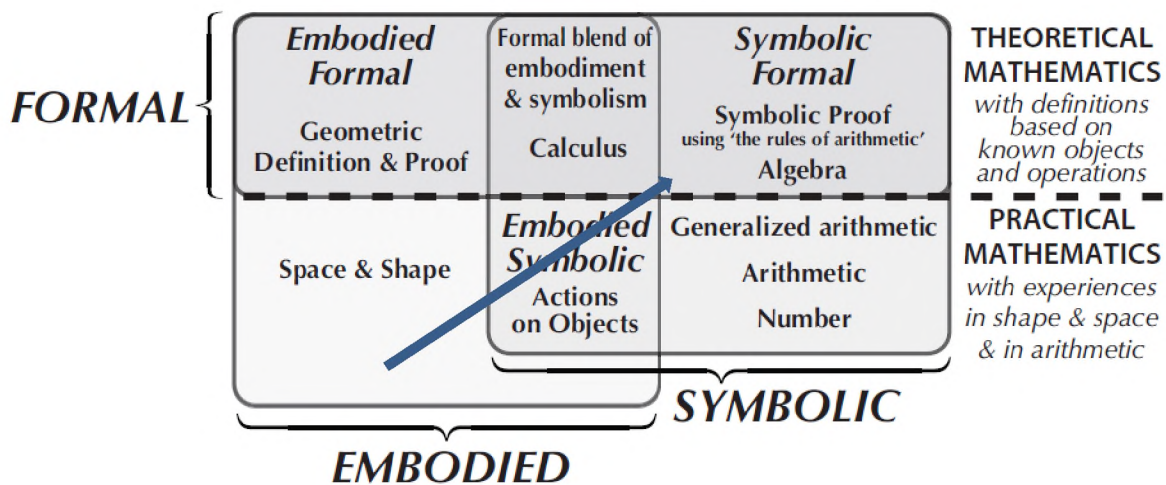 FORMAL
Embodied
Formal
Geometric
Definition & Proof
Formal blend of
embodiment
& symbolism
Calculus
Symbolic
Formal
Symbolic Proof
using ‘the rules of arithmetic’
Algebra
THEORETICAL
MATHEMATICS
with definitions
based on
known objects
and operations
Space & Shape
Embodied
Symbolic
Actions
on Objects
Generalized arithmetic
Arithmetic
Number
PRACTICAL
MATHEMATICS
with experiences
in shape & space
& in arithmetic
SYMBOLIC
EMBODIED